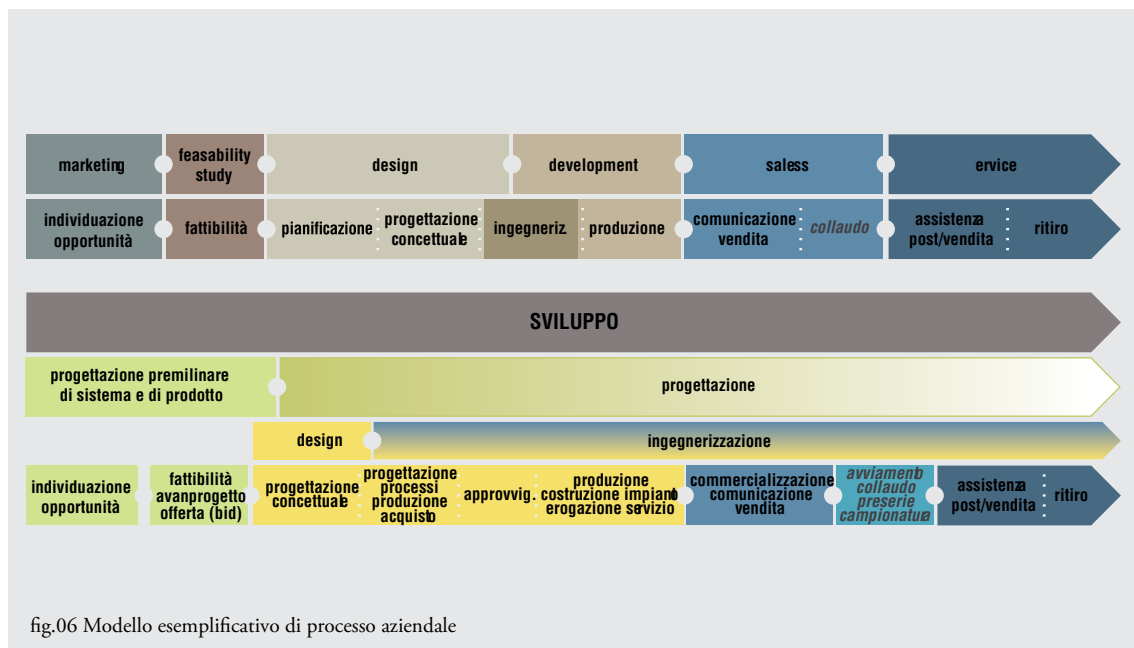 marketing
feasability
study
design
development
saless
ervice
individuazione
opportunità
fattibilità
pianificazione
progettazione
concettuale
ingegneriz.
produzione
comunicazione
vendita
collaudo
assistenza
post/vendita
ritiro
SVILUPPO
progettazione premilinare
di sistema e di prodotto
progettazione
design
ingegnerizzazione
individuazione
opportunità
fattibilità
avanprogetto
offerta (bid)
progettazione
concettuale
progettazione
processi
produzione
acquisto
approvvig.
produzione
costruzione impianto
erogazione servizio
commercializzazione
comunicazione
vendita
avviamento
collaudo
preserie
campionatura
assistenza
post/vendita
ritiro
fig.06 Modello esemplificativo di processo aziendale